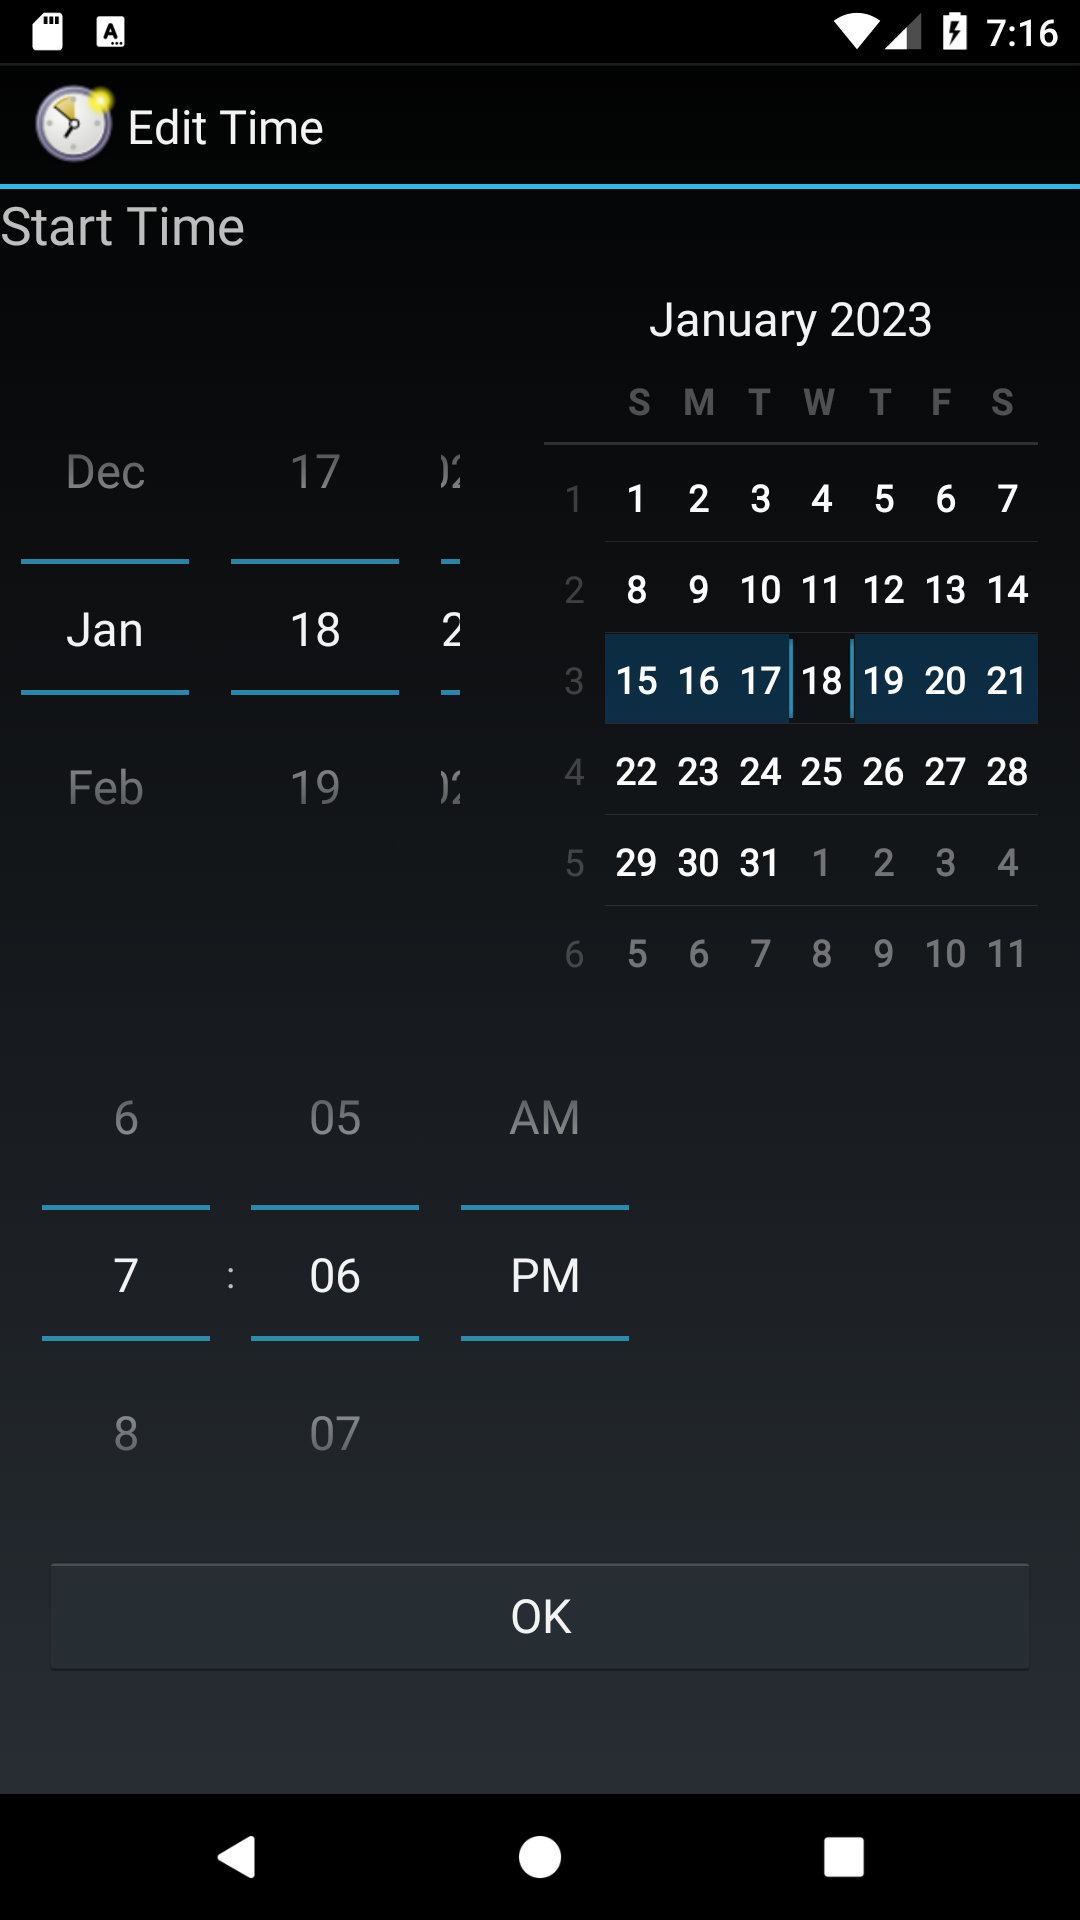 7:16
Edit Time
Start Time
January 2023
S M T W T F S
Dec 17
1 1 2 3 4 5 6 7
2 8 9 10 11 12 13 14
Jan 18 2
3 15 16 17 18 19 20 21
4 22 23 24 25 26 27 28
Feb 19
5 29 30 31 1 2 3 4
6 5 6 7 8 9 10 11
6 05 AM
7 : 06 PM
8 07
OK